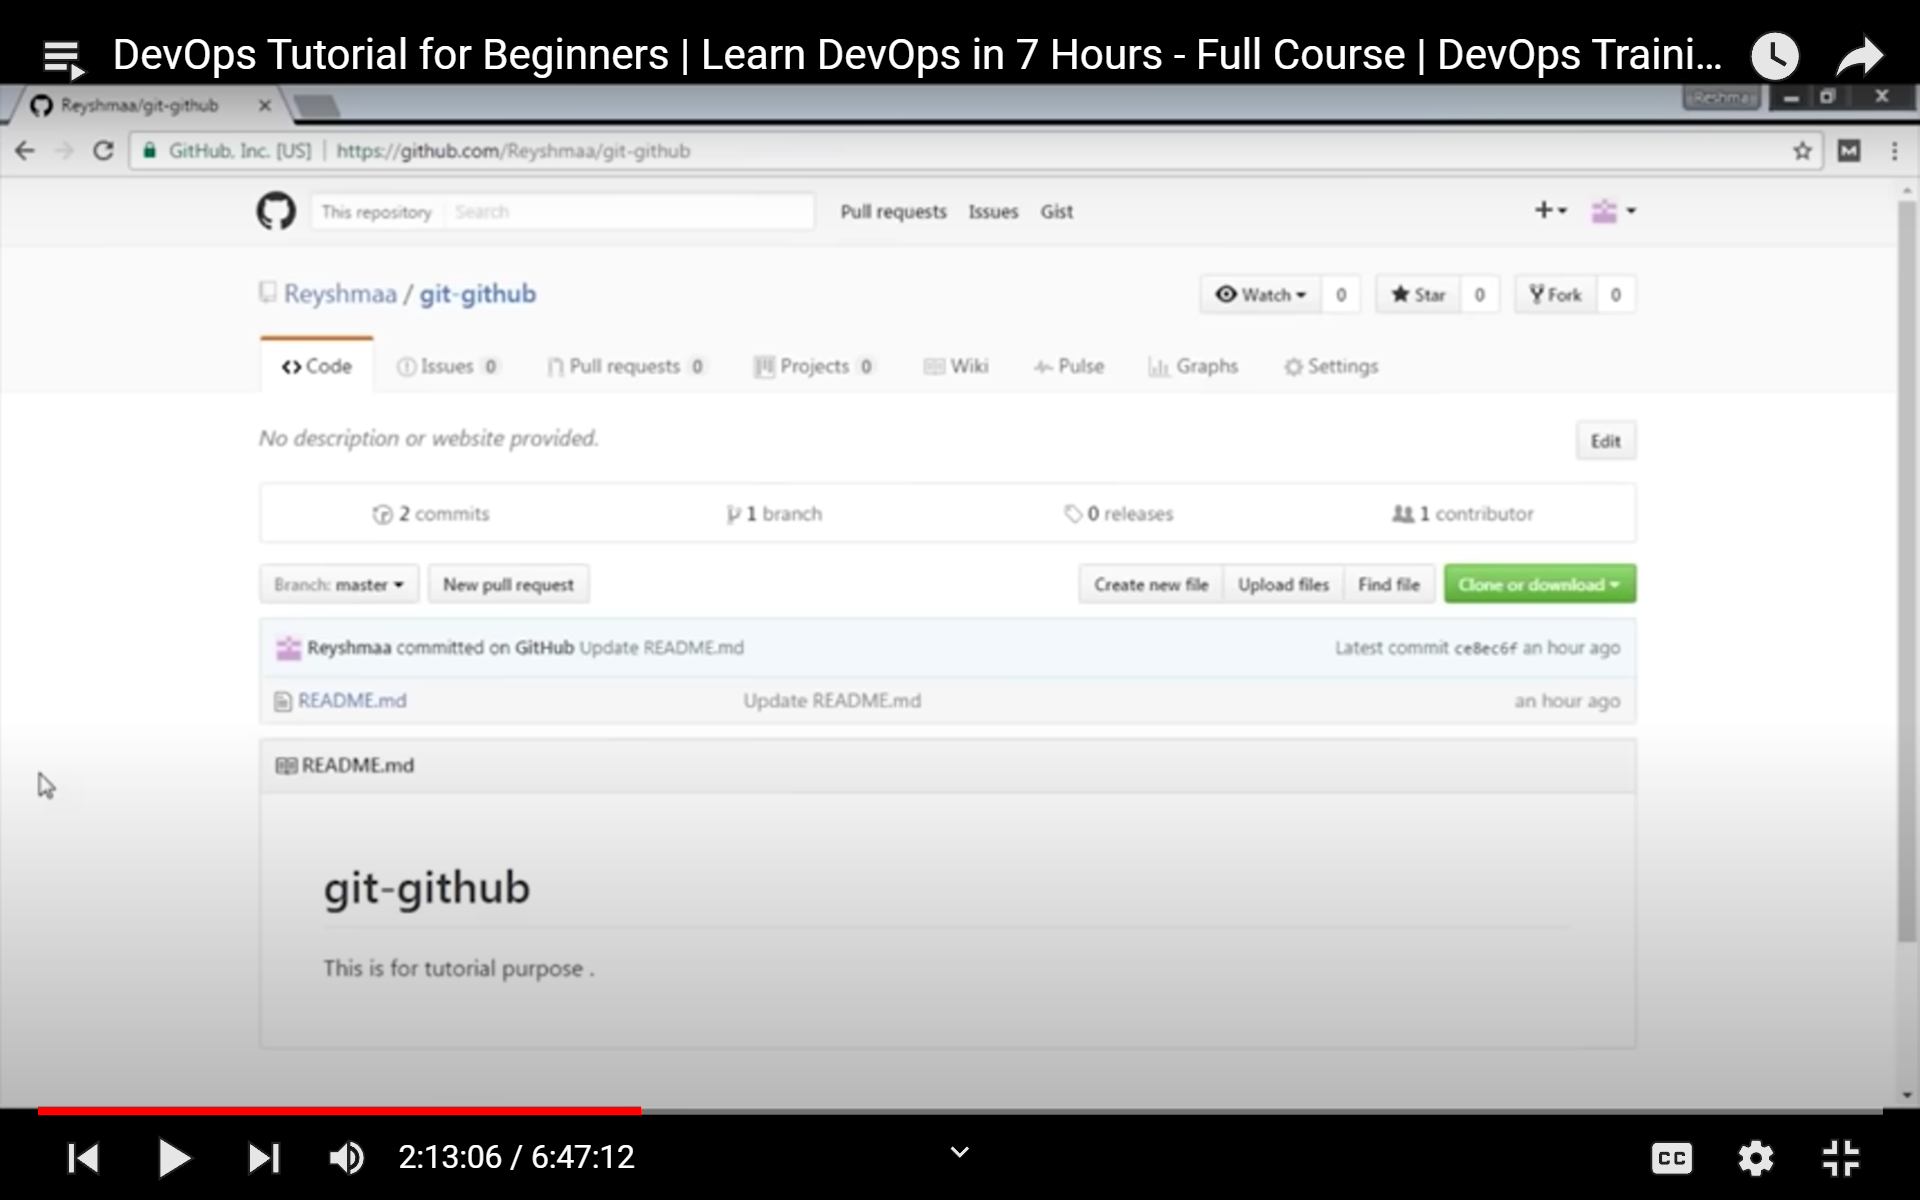 DevOps Tutorial for Beginners | Learn DevOps in 7 Hours - Full Course | DevOps Traini...
Reyshmaa/git-github
Reshmaa
GitHub, Inc. [US] | https://github.com/Reyshmaa/git-github
This repository Search Pull requests Issues Gist
Reyshmaa / git-github
Watch 0 Star 0 Fork 0
Code Issues 0 Pull requests 0 Projects 0 Wiki Pulse Graphs Settings
No description or website provided. Edit
2 commits 1 branch 0 releases 1 contributor
Branch: master New pull request Create new file Upload files Find file Clone or download
Reyshmaa committed on GitHub Update README.md Latest commit ce8ec6f an hour ago
README.md Update README.md an hour ago
README.md
git-github
This is for tutorial purpose .
2:13:06 / 6:47:12 CC